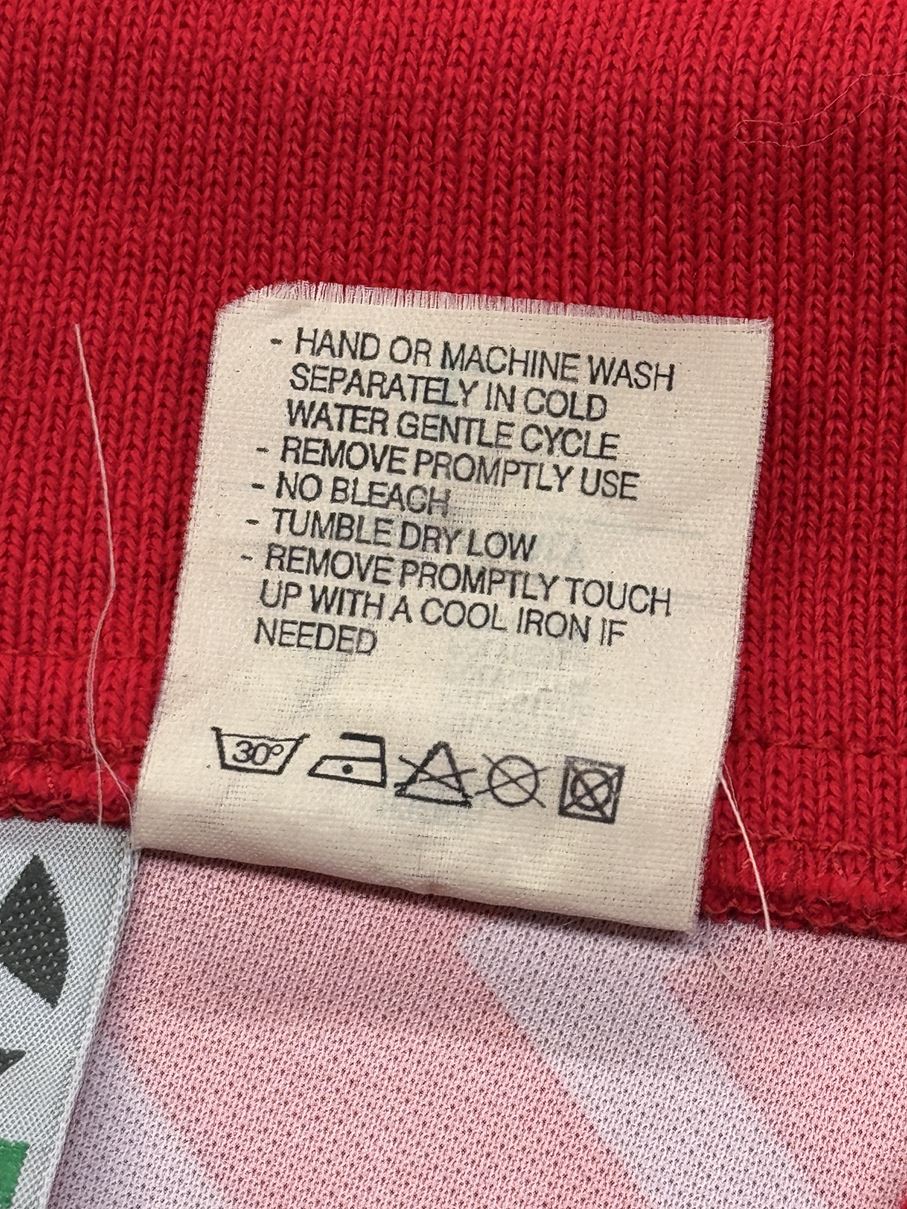 - HAND OR MACHINE WASH
SEPARATELY IN COLD
WATER GENTLE CYCLE
- REMOVE PROMPTLY USE
- NO BLEACH
- TUMBLE DRY LOW
- REMOVE PROMPTLY TOUCH
UP WITH A COOL IRON IF
NEEDED
30°